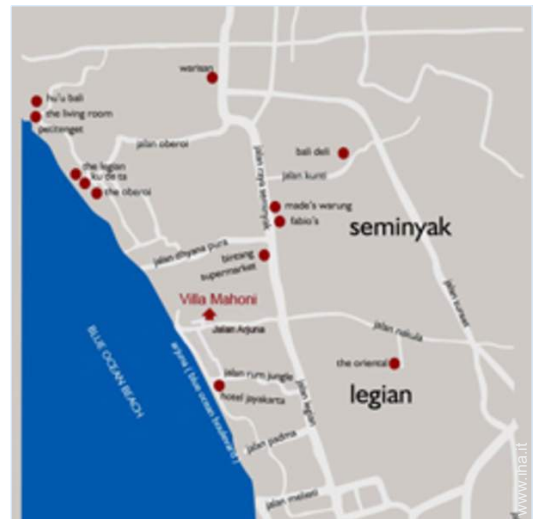 warisan
hu'u bali
the living room
petitenget
jalan oberoi
bali deli
the legian
ku de ta
the oberoi
jalan kunti
jalan raya seminyak
made's warung
fabio's
seminyak
jalan dhyana pura
bintang
supermarket
Villa Mahoni
jalan sunset
Jalan Arjuna
jalan nakula
BLUE OCEAN BEACH
the oriental
jalan rum jungle
legian
hotel jayakarta
jalan legian
jalan padma
jalan melasti
www.iha.it